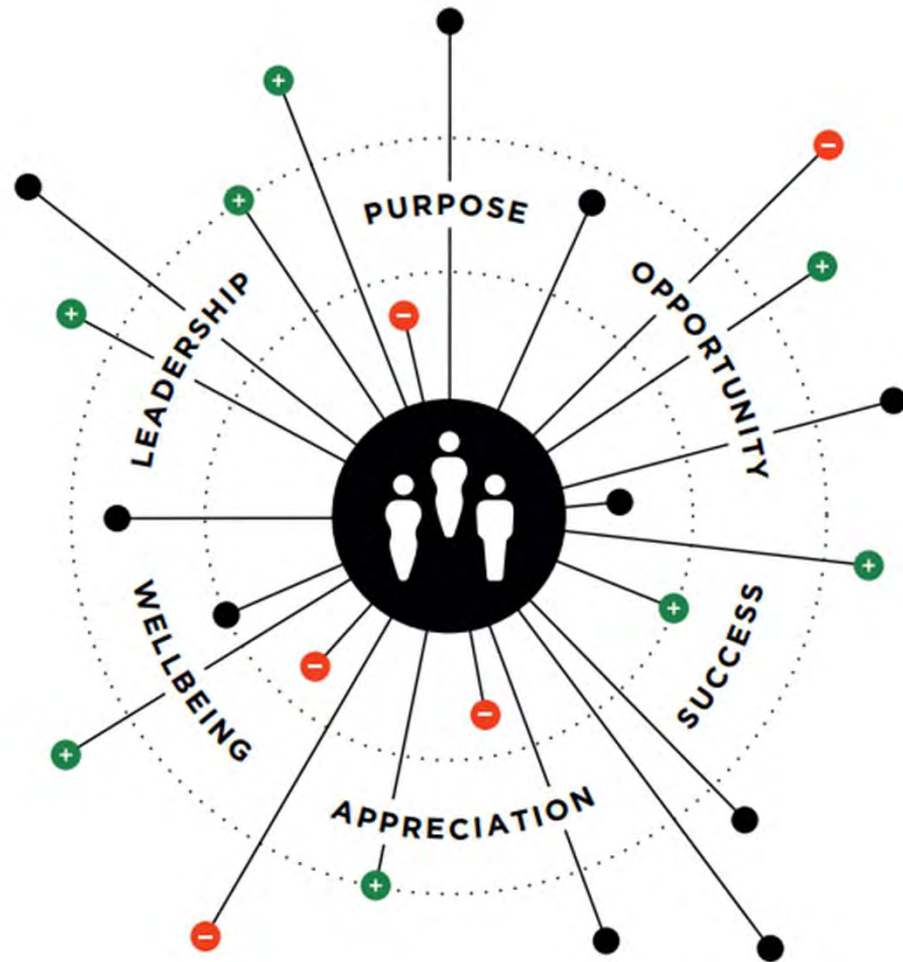 PURPOSE
OPPORTUNITY
SUCCESS
APPRECIATION
WELLBEING
LEADERSHIP